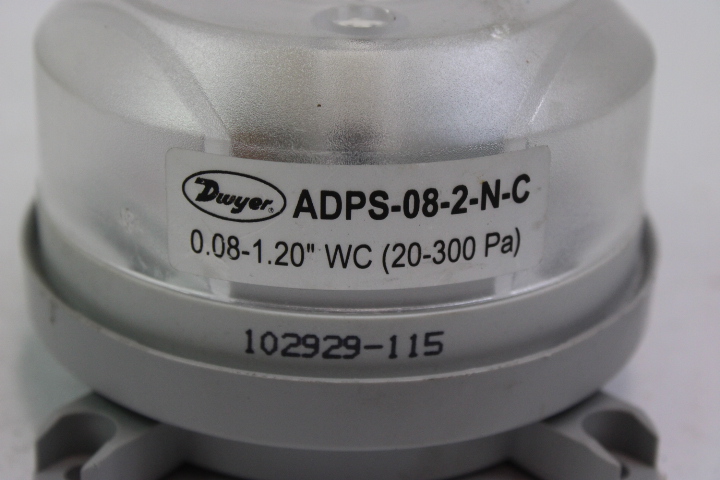 Dwyer® ADPS-08-2-N-C
0.08-1.20" WC (20-300 Pa)
102929-115